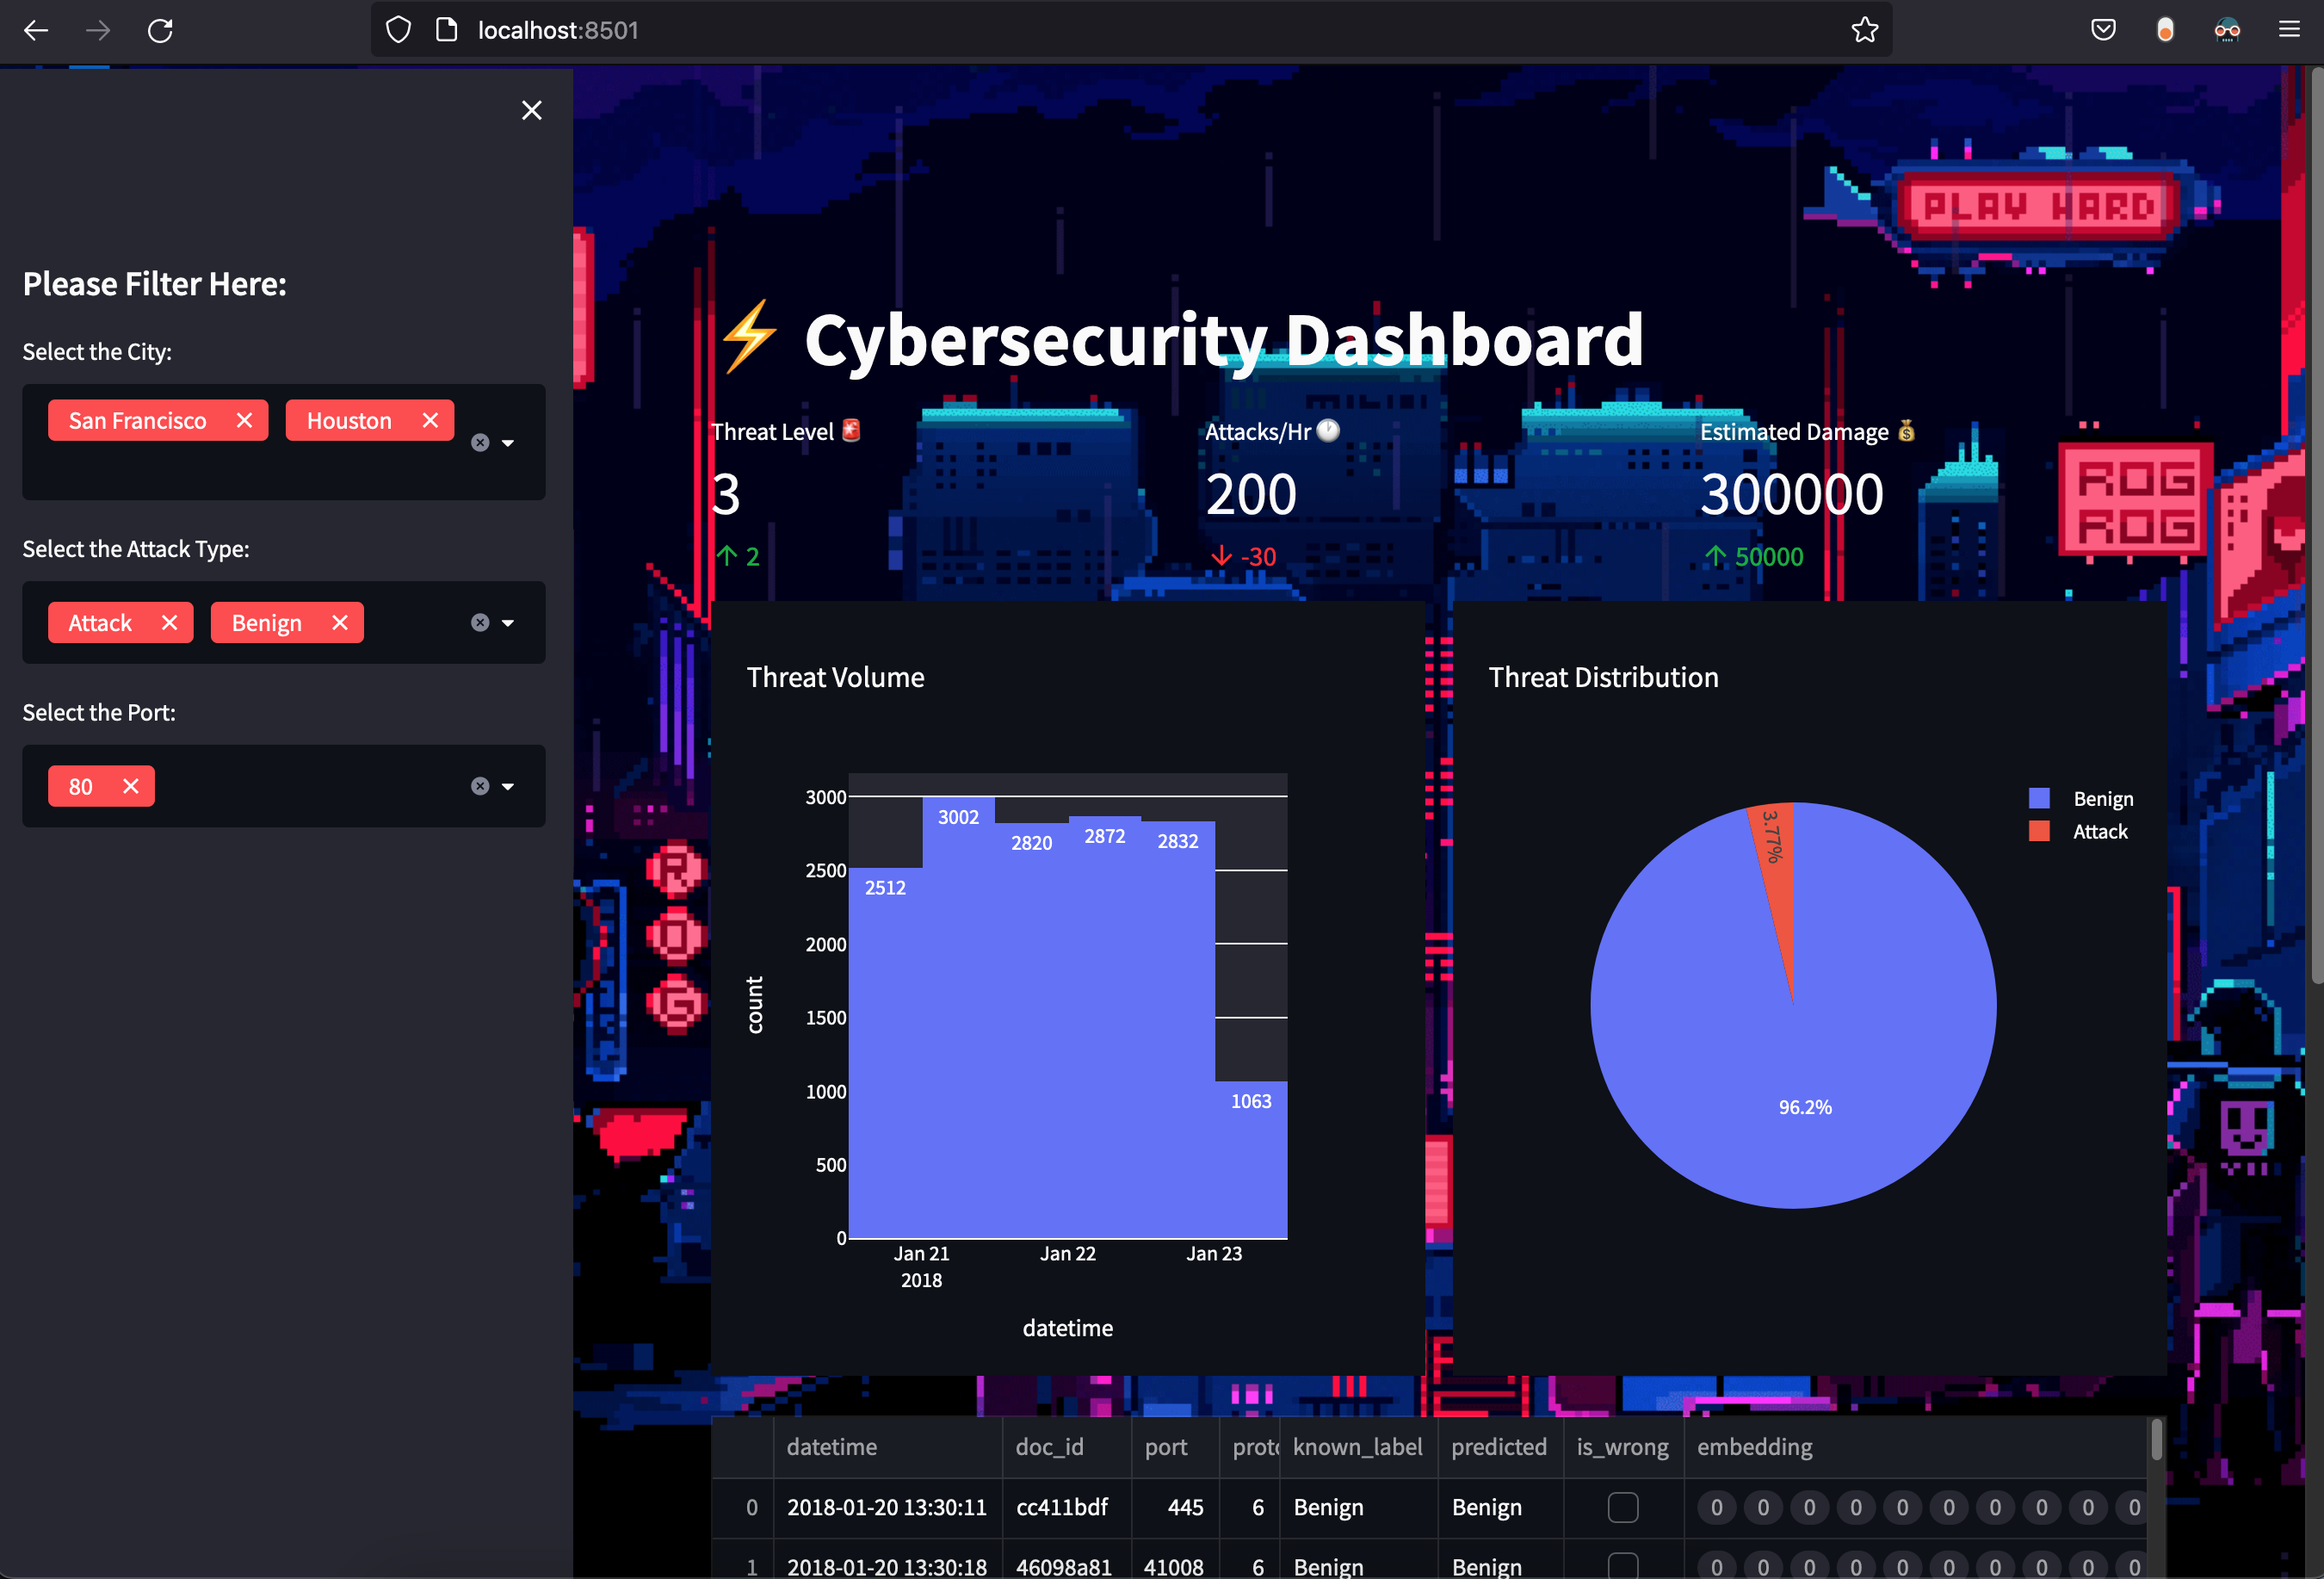 localhost:8501
Please Filter Here:
Select the City:
San Francisco
Houston
Select the Attack Type:
Attack
Benign
Select the Port:
80
PLAY HARD
⚡ Cybersecurity Dashboard
Threat Level 🚨
3
↑ 2
Attacks/Hr 🕐
200
↓ -30
Estimated Damage 💰
300000
↑ 50000
ROG
ROG
R
O
G
Threat Volume
3000
2500
2000
1500
1000
500
0
count
2512
3002
2820
2872
2832
1063
Jan 21
2018
Jan 22
Jan 23
datetime
Threat Distribution
3.77%
96.2%
Benign
Attack
datetime doc_id port proto known_label predicted is_wrong embedding
0 2018-01-20 13:30:11 cc411bdf 445 6 Benign Benign 0 0 0 0 0 0 0 0 0 0
1 2018-01-20 13:30:18 46098a81 41008 6 Benign Benign 0 0 0 0 0 0 0 0 0 0